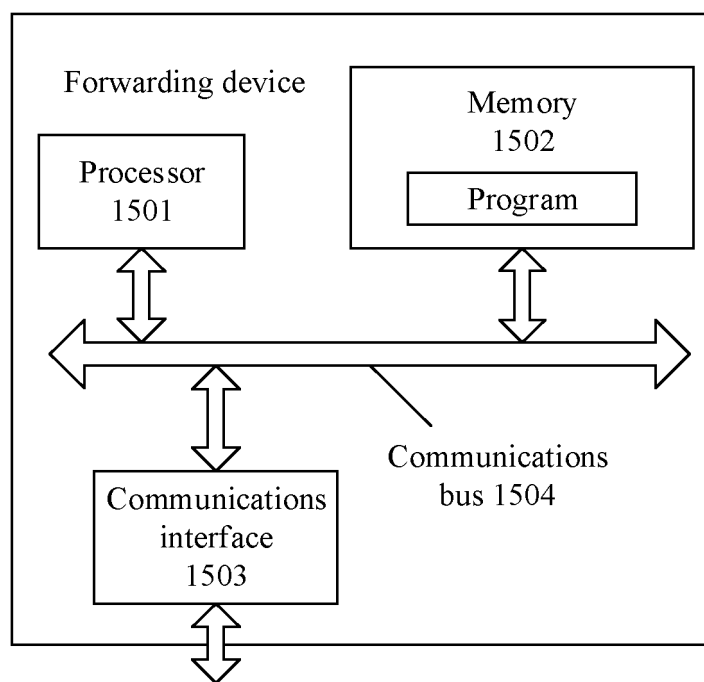 Forwarding device
Memory
1502
Program
Processor
1501
Communications
bus 1504
Communications
interface
1503